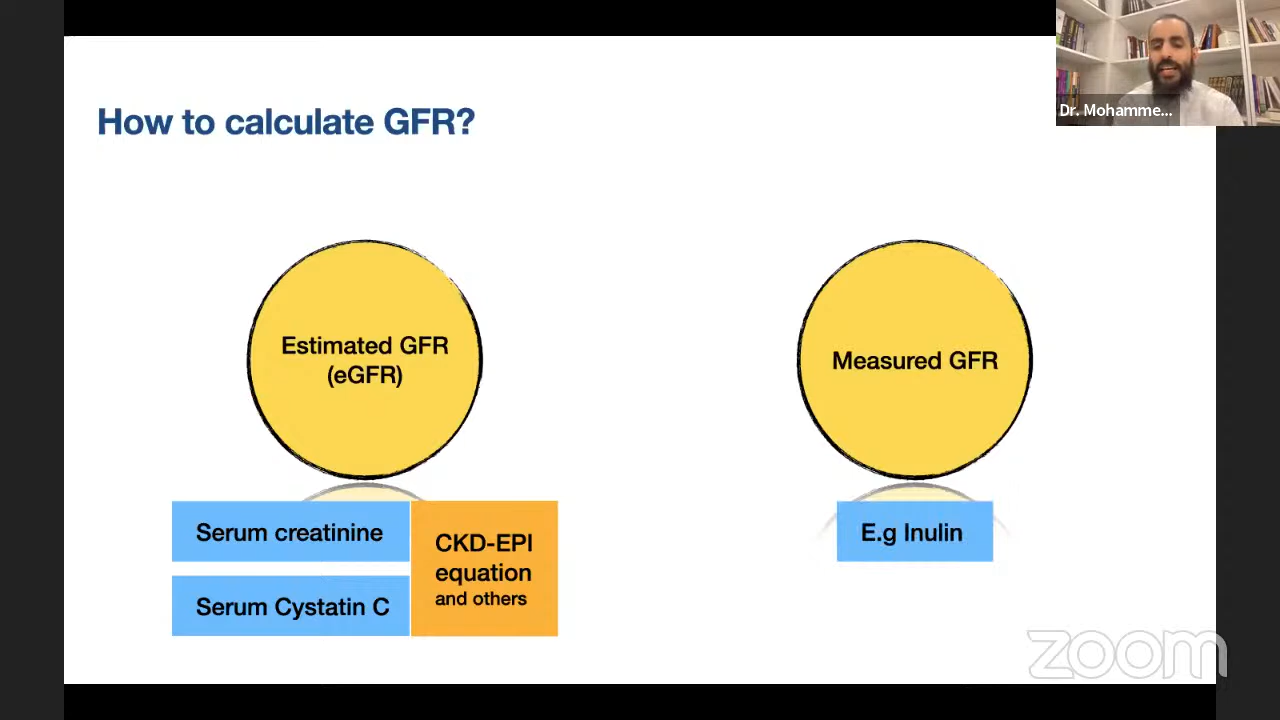 How to calculate GFR?
Dr. Mohamme...
Estimated GFR
(eGFR)
Measured GFR
Serum creatinine
Serum Cystatin C
CKD-EPI
equation
and others
E.g Inulin
zoom